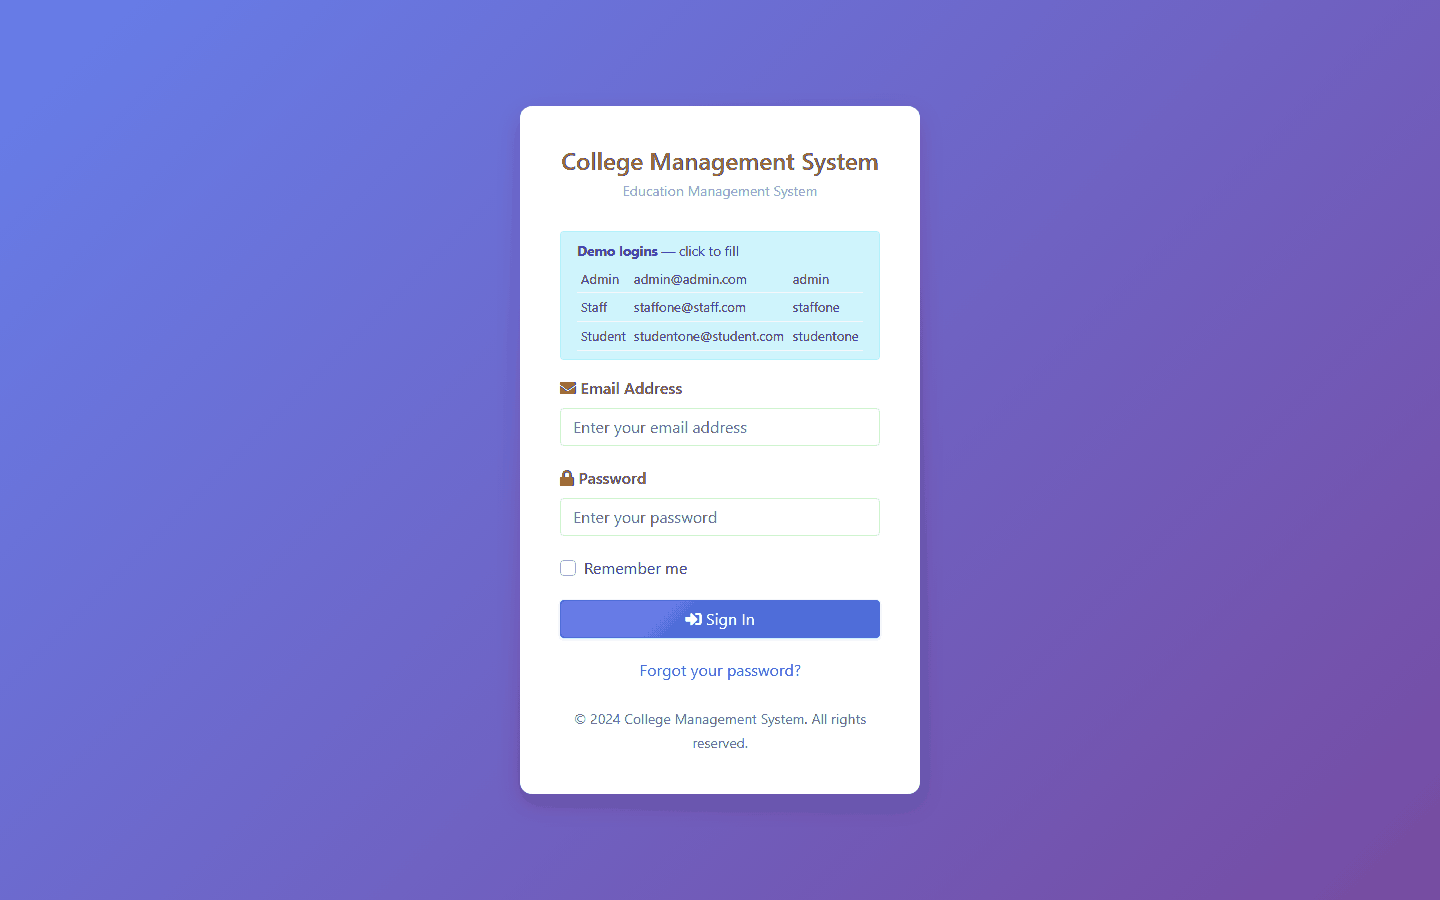 College Management System
Education Management System
Demo logins — click to fill
Admin admin@admin.com admin
Staff staffone@staff.com staffone
Student studentone@student.com studentone
Email Address
Enter your email address
Password
Enter your password
Remember me
Sign In
Forgot your password?
© 2024 College Management System. All rights
reserved.